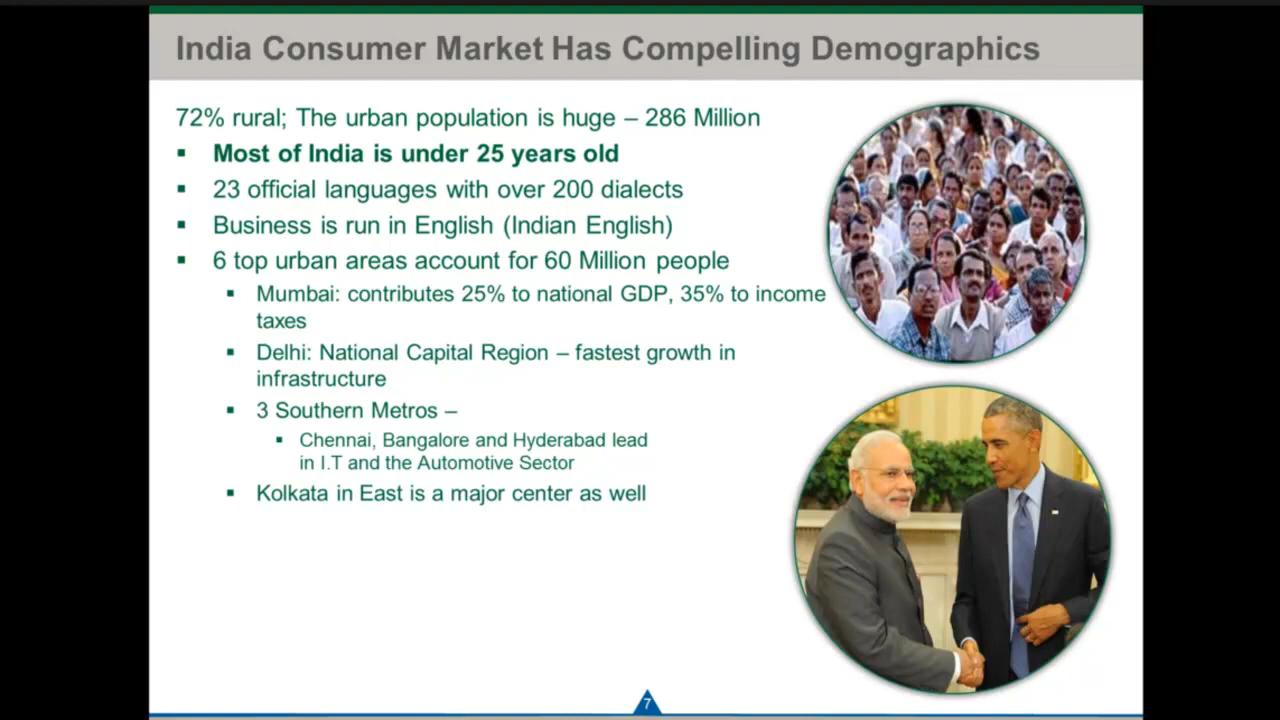 India Consumer Market Has Compelling Demographics
72% rural; The urban population is huge – 286 Million
▪ Most of India is under 25 years old
▪ 23 official languages with over 200 dialects
▪ Business is run in English (Indian English)
▪ 6 top urban areas account for 60 Million people
▪ Mumbai: contributes 25% to national GDP, 35% to income
taxes
▪ Delhi: National Capital Region – fastest growth in
infrastructure
▪ 3 Southern Metros –
▪ Chennai, Bangalore and Hyderabad lead
in I.T and the Automotive Sector
▪ Kolkata in East is a major center as well
7